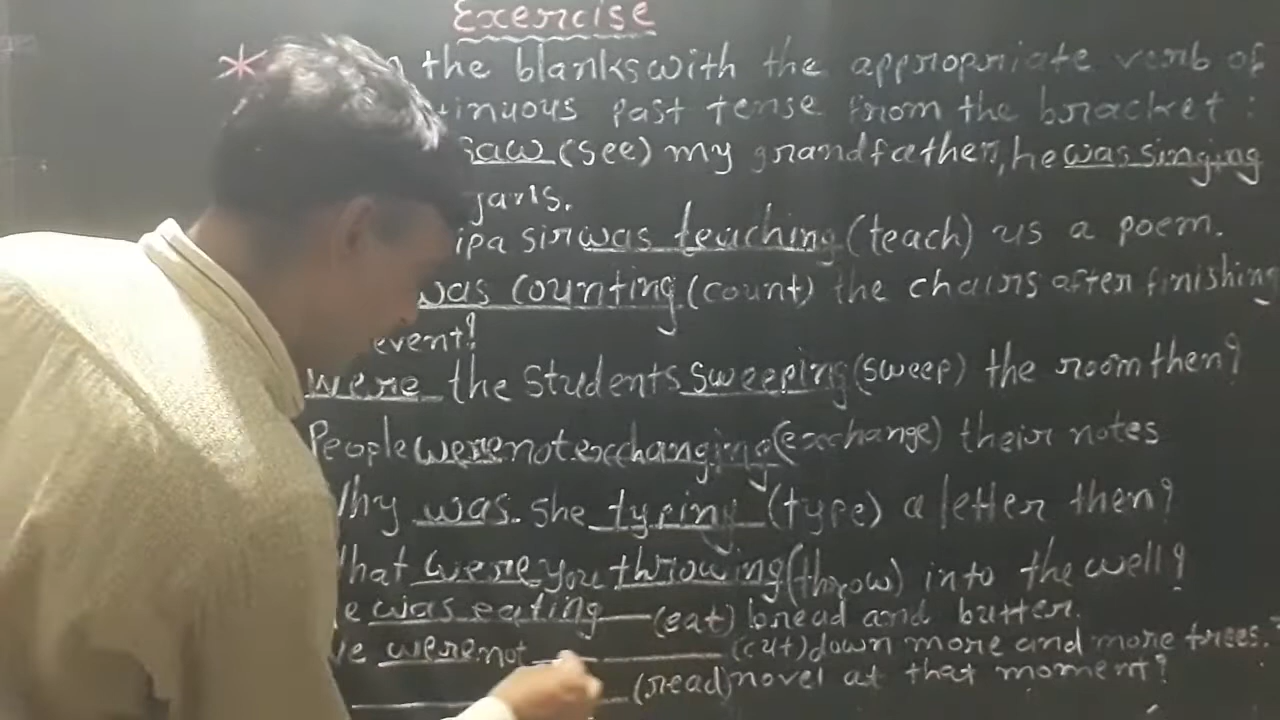 Exercise
* the blanks with the appropriate verb of
tinuous past tense from the bracket :
saw (see) my grandfather, he was singing
jans.
ipa sir was teaching (teach) us a poem.
was counting (count) the chairs after finishing
event!
were the students sweeping (sweep) the room then?
People were not excchanging (exchange) their notes
hy was she typing (type) a letter then?
hat were you throwing (throw) into the well?
e was eating (eat) bread and butter.
e were not ___ (cut) down more and more trees.
___ (read) novel at that moment?